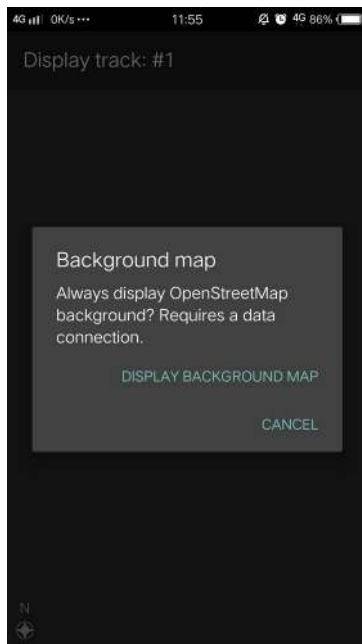 4G 0K/s ••• 11:55 4G 86%
Display track: #1
Background map
Always display OpenStreetMap
background? Requires a data
connection.
DISPLAY BACKGROUND MAP
CANCEL
N